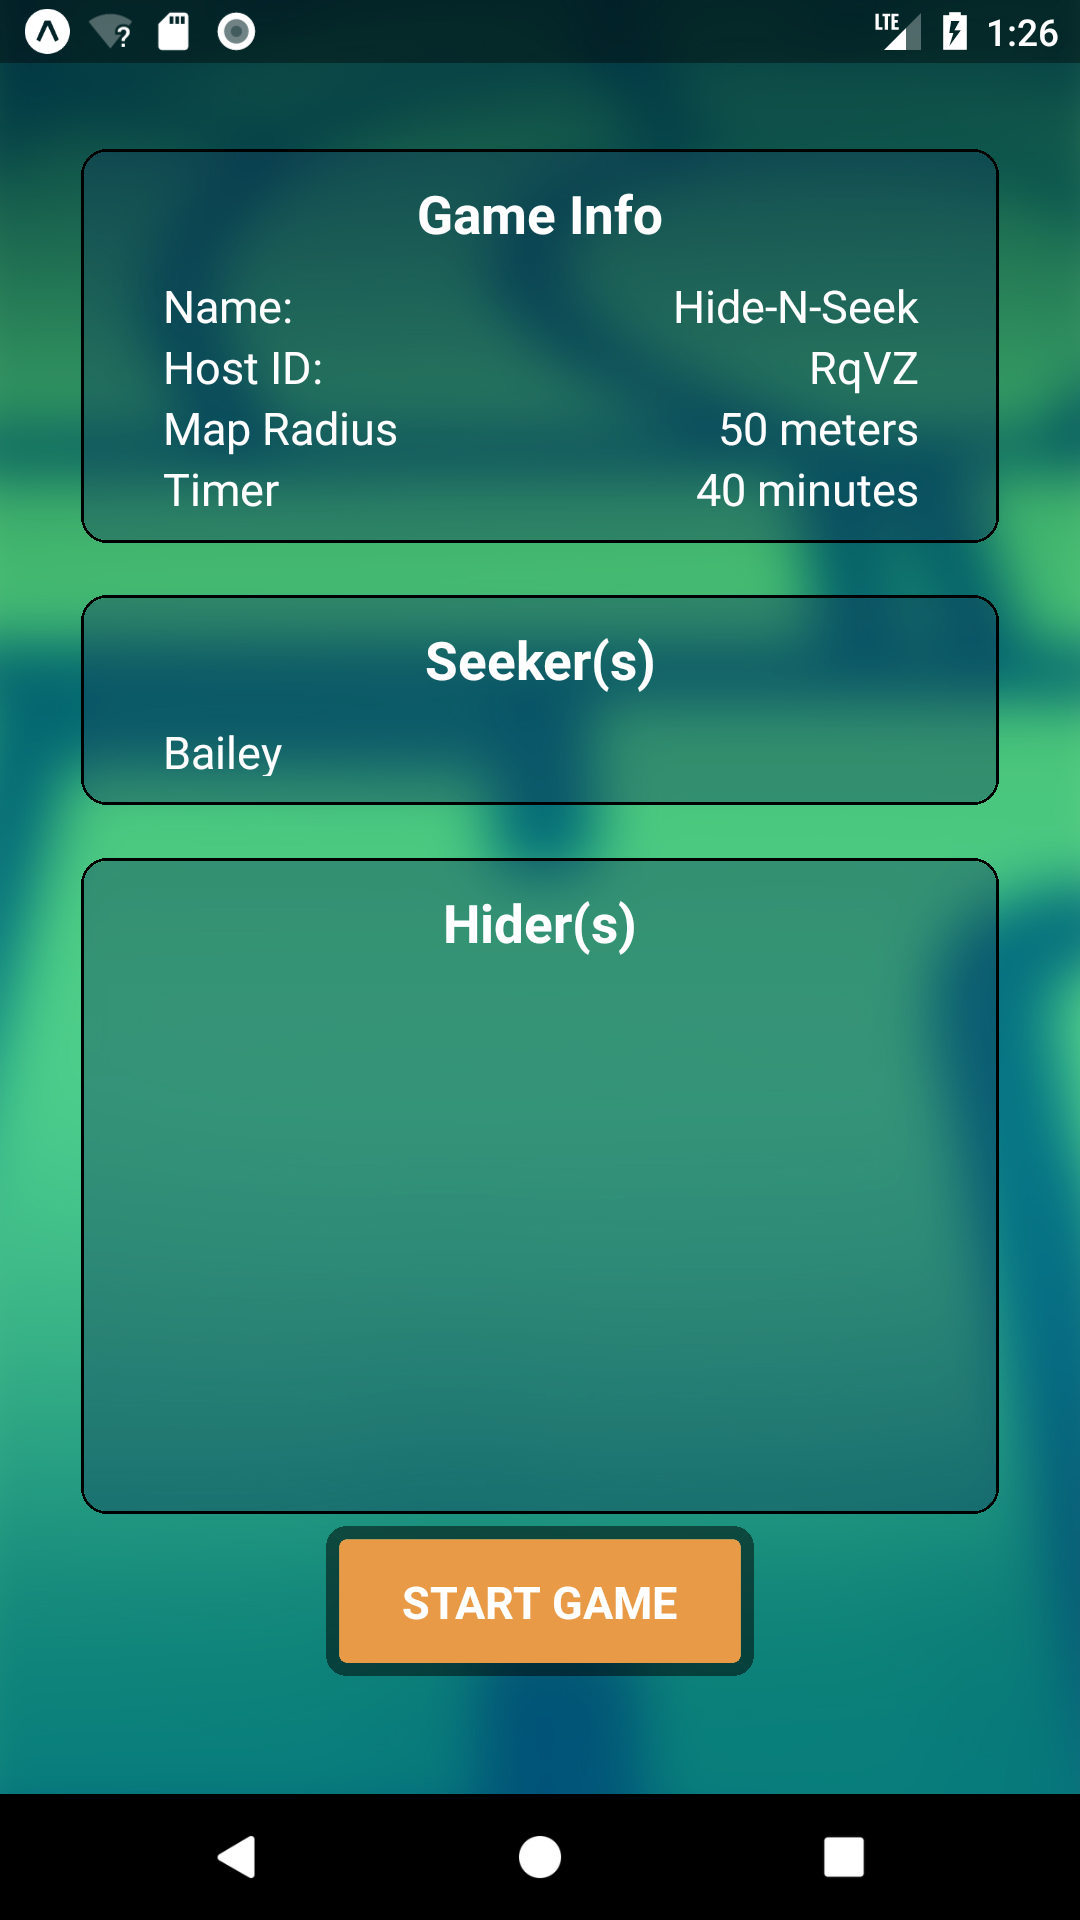 LTE 1:26
Game Info
Name: Hide-N-Seek
Host ID: RqVZ
Map Radius 50 meters
Timer 40 minutes
Seeker(s)
Bailey
Hider(s)
START GAME